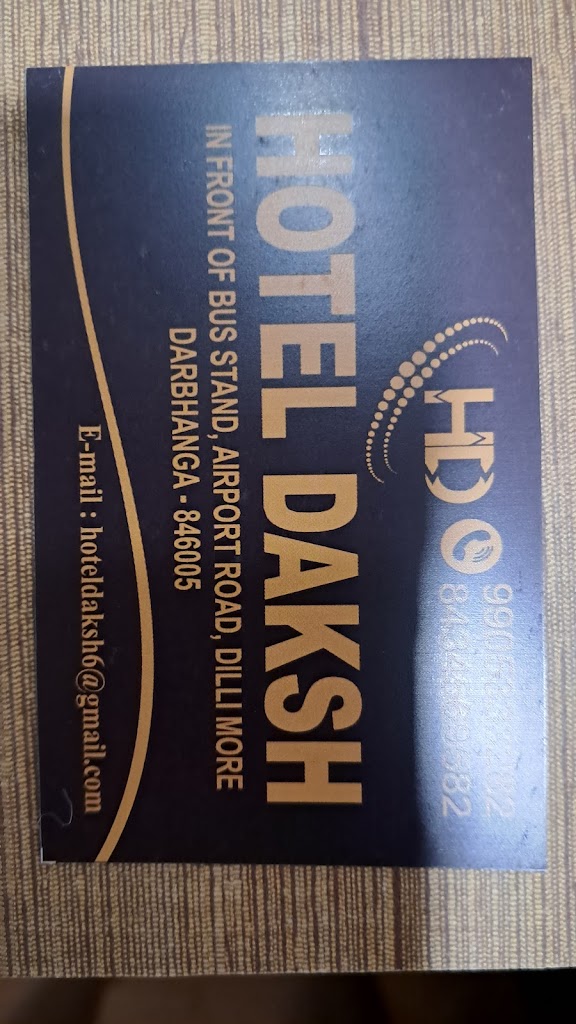 HD
HOTEL DAKSH
IN FRONT OF BUS STAND, AIRPORT ROAD, DILLI MORE
DARBHANGA - 846005
E-mail : hoteldaksh6@gmail.com